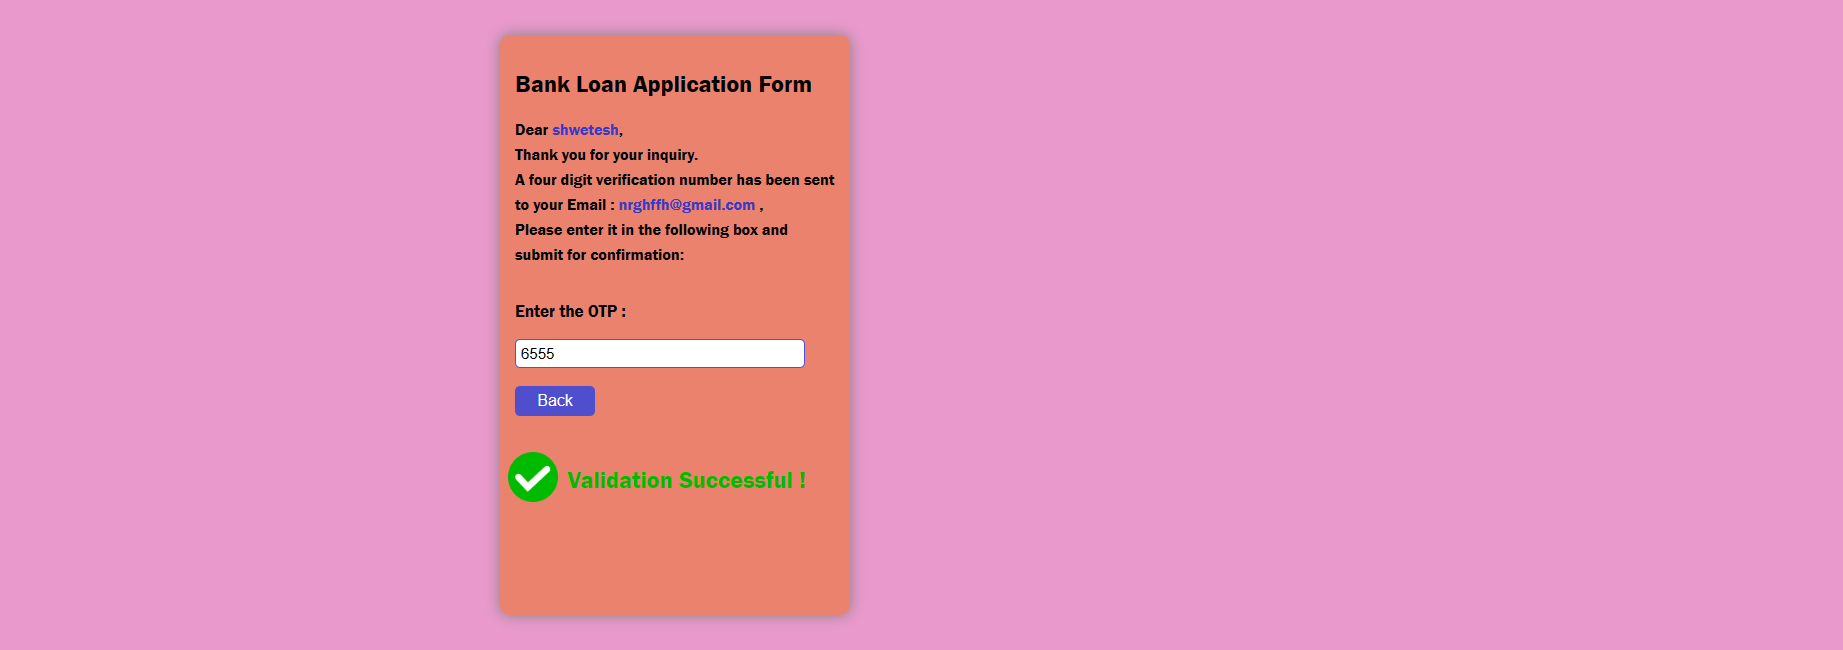 Bank Loan Application Form
Dear shwetesh,
Thank you for your inquiry.
A four digit verification number has been sent
to your Email : nrghffh@gmail.com ,
Please enter it in the following box and
submit for confirmation:
Enter the OTP :
6555
Back
Validation Successful !